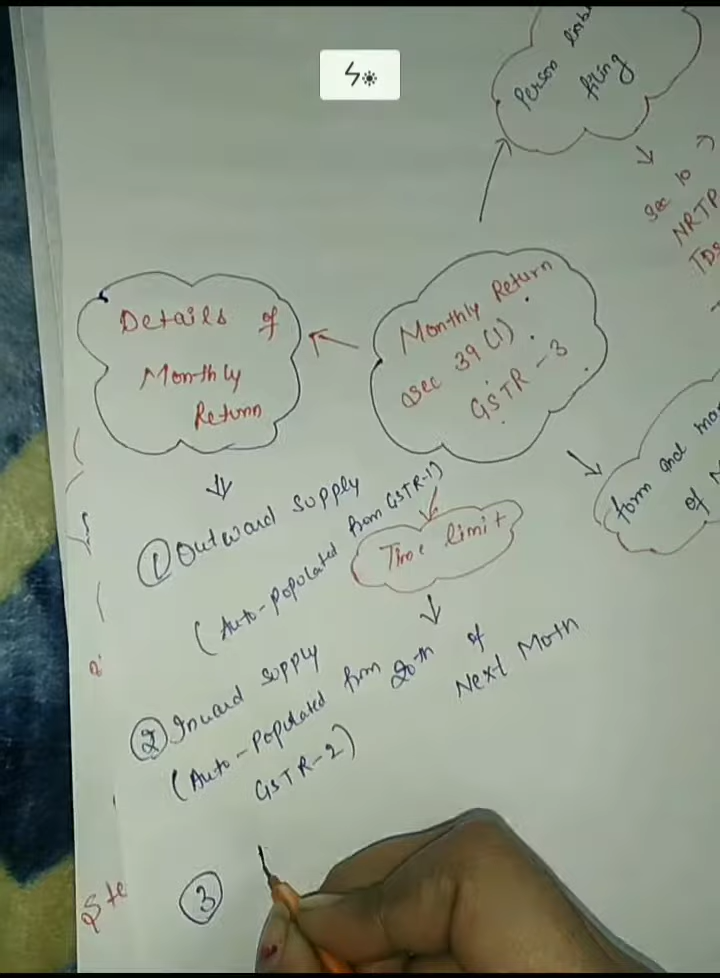 Person liable
filing
sec 10
NRTP
TDS
Details of
Monthly
Return
Monthly Return
sec 39 (1)
GSTR - 3
form and
of
① Outward supply
(Auto-populated from GSTR-1)
Time limit
20th of
Next Moth
② Inward supply
(Auto-Populated from
GSTR-2)
③